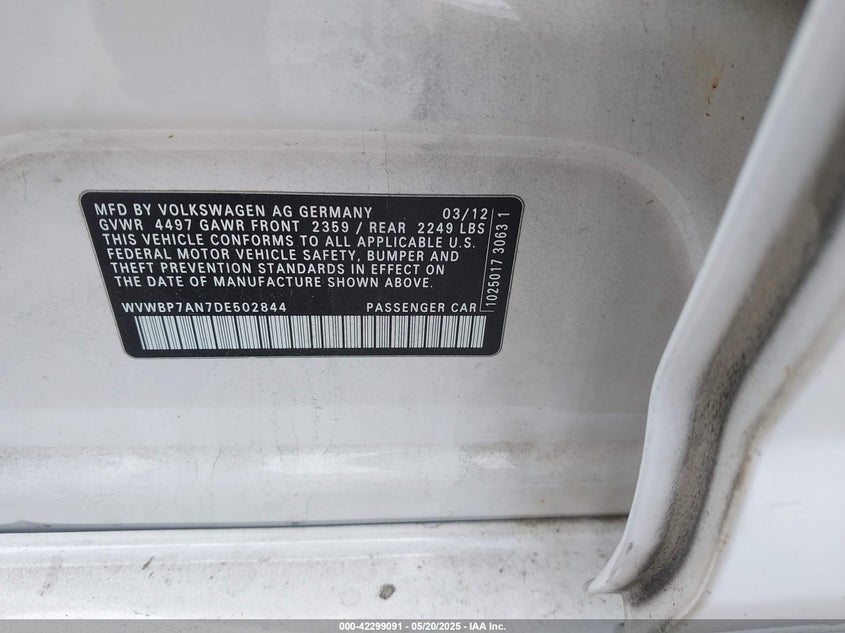 MFD BY VOLKSWAGEN AG GERMANY 03/12
GVWR 4497 GAWR FRONT 2359 / REAR 2249 LBS
THIS VEHICLE CONFORMS TO ALL APPLICABLE U.S.
FEDERAL MOTOR VEHICLE SAFETY, BUMPER AND
THEFT PREVENTION STANDARDS IN EFFECT ON
THE DATE OF MANUFACTURE SHOWN ABOVE.
WVWBP7AN7DE502844 PASSENGER CAR
1025017 3063 1
000-42299091 - 05/20/2025 - IAA Inc.